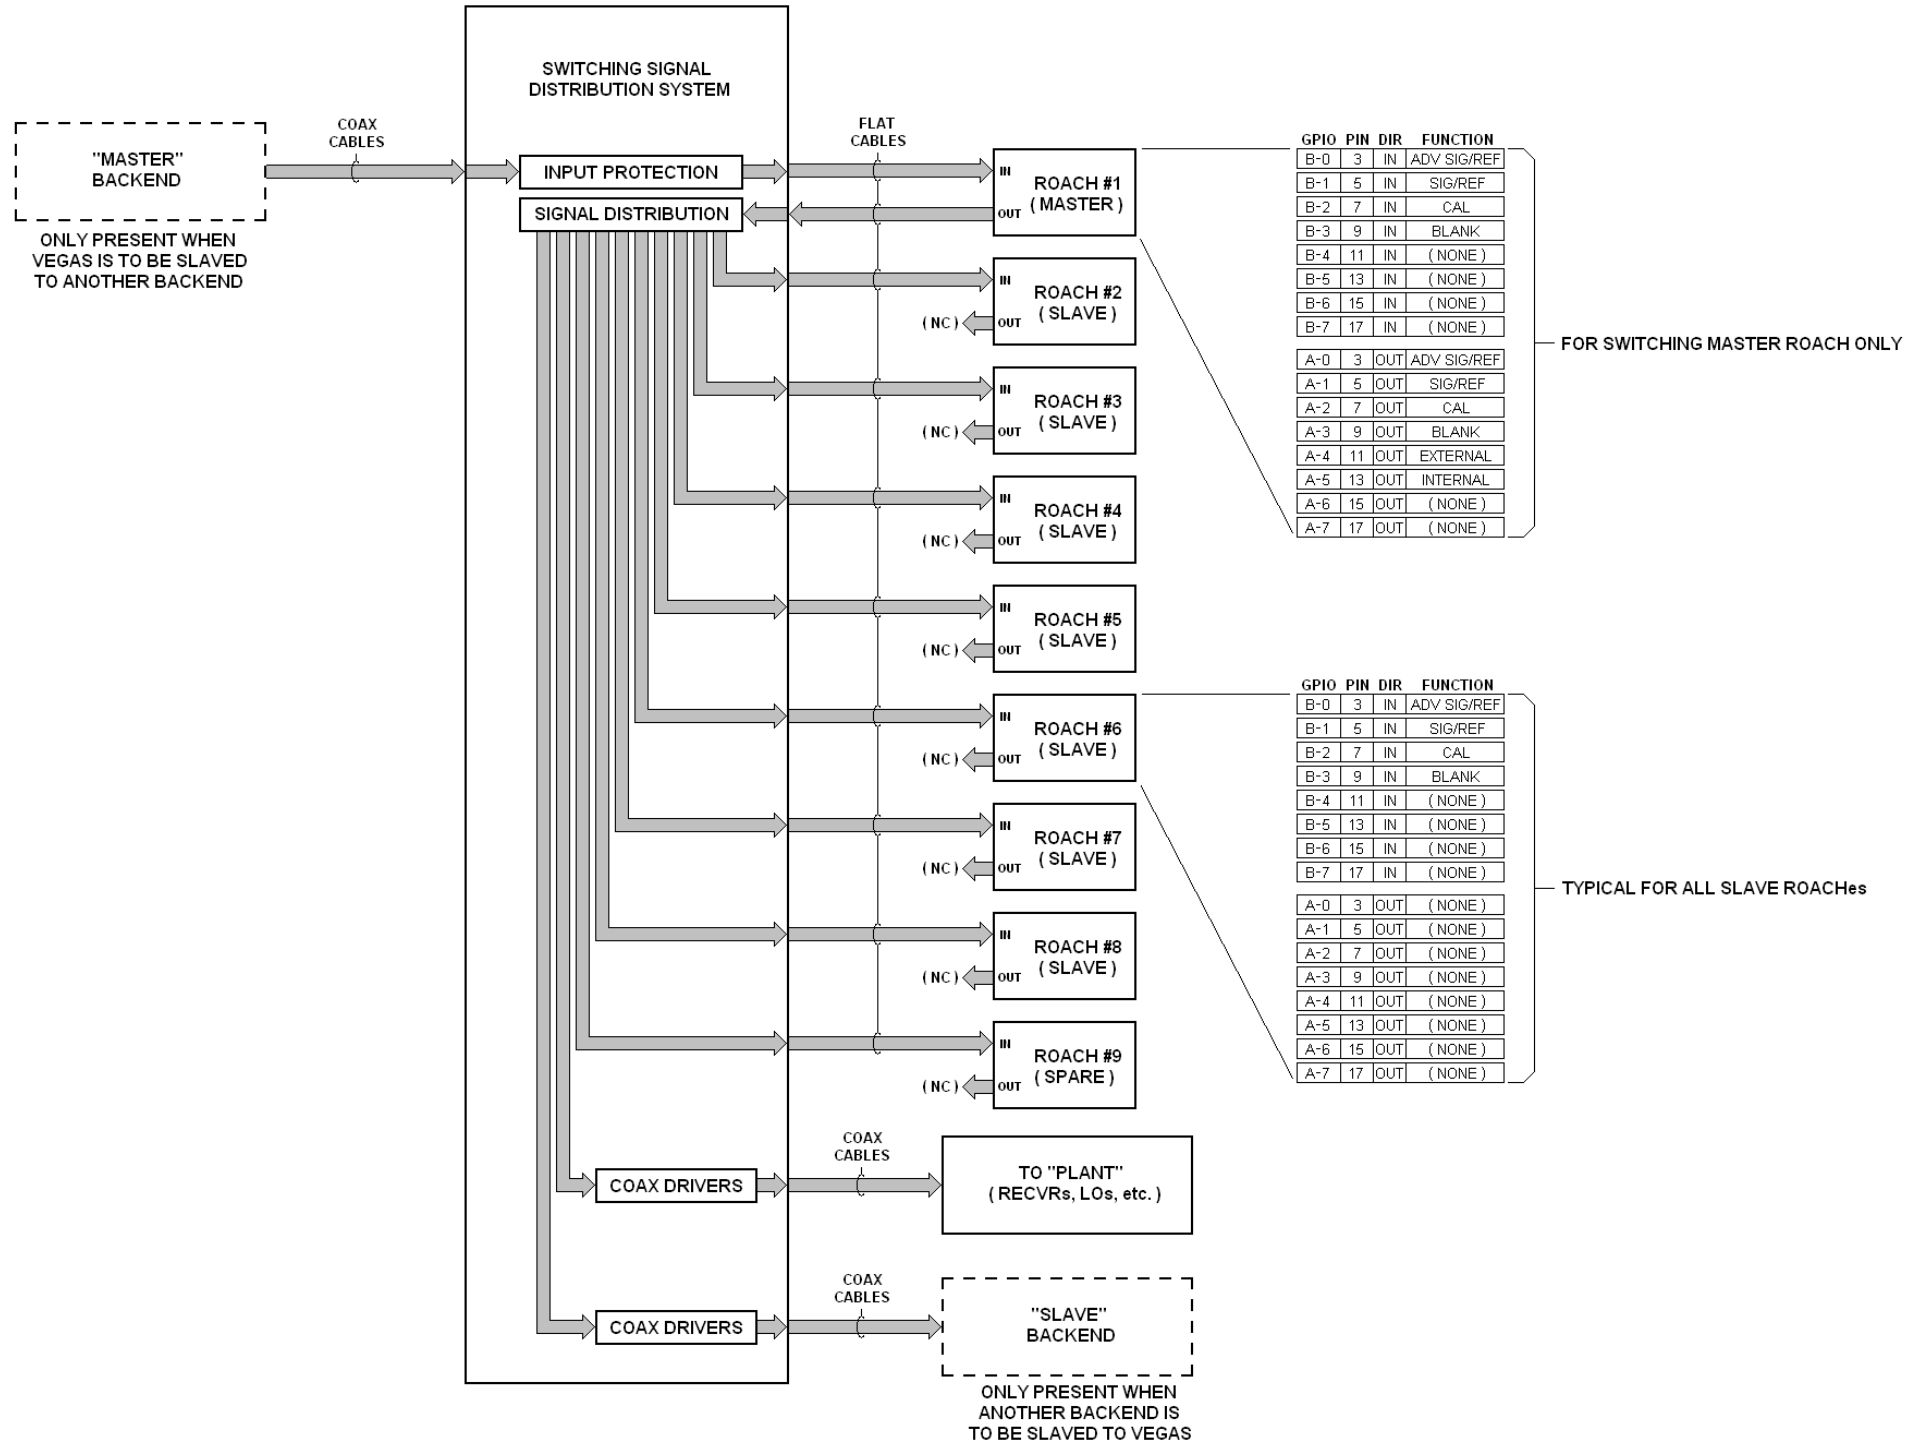 SWITCHING SIGNAL
DISTRIBUTION SYSTEM
"MASTER"
BACKEND
ONLY PRESENT WHEN
VEGAS IS TO BE SLAVED
TO ANOTHER BACKEND
COAX
CABLES
INPUT PROTECTION
SIGNAL DISTRIBUTION
FLAT
CABLES
IN
ROACH #1
( MASTER )
OUT
IN
ROACH #2
( SLAVE )
( NC )
OUT
IN
ROACH #3
( SLAVE )
( NC )
OUT
IN
ROACH #4
( SLAVE )
( NC )
OUT
IN
ROACH #5
( SLAVE )
( NC )
OUT
IN
ROACH #6
( SLAVE )
( NC )
OUT
IN
ROACH #7
( SLAVE )
( NC )
OUT
IN
ROACH #8
( SLAVE )
( NC )
OUT
IN
ROACH #9
( SPARE )
( NC )
OUT
COAX DRIVERS
COAX
CABLES
TO "PLANT"
( RECVRs, LOs, etc. )
COAX DRIVERS
COAX
CABLES
"SLAVE"
BACKEND
ONLY PRESENT WHEN
ANOTHER BACKEND IS
TO BE SLAVED TO VEGAS
GPIO PIN DIR FUNCTION
B-0 3 IN ADV SIG/REF
B-1 5 IN SIG/REF
B-2 7 IN CAL
B-3 9 IN BLANK
B-4 11 IN ( NONE )
B-5 13 IN ( NONE )
B-6 15 IN ( NONE )
B-7 17 IN ( NONE )
A-0 3 OUT ADV SIG/REF
A-1 5 OUT SIG/REF
A-2 7 OUT CAL
A-3 9 OUT BLANK
A-4 11 OUT EXTERNAL
A-5 13 OUT INTERNAL
A-6 15 OUT ( NONE )
A-7 17 OUT ( NONE )
FOR SWITCHING MASTER ROACH ONLY
GPIO PIN DIR FUNCTION
B-0 3 IN ADV SIG/REF
B-1 5 IN SIG/REF
B-2 7 IN CAL
B-3 9 IN BLANK
B-4 11 IN ( NONE )
B-5 13 IN ( NONE )
B-6 15 IN ( NONE )
B-7 17 IN ( NONE )
A-0 3 OUT ( NONE )
A-1 5 OUT ( NONE )
A-2 7 OUT ( NONE )
A-3 9 OUT ( NONE )
A-4 11 OUT ( NONE )
A-5 13 OUT ( NONE )
A-6 15 OUT ( NONE )
A-7 17 OUT ( NONE )
TYPICAL FOR ALL SLAVE ROACHes